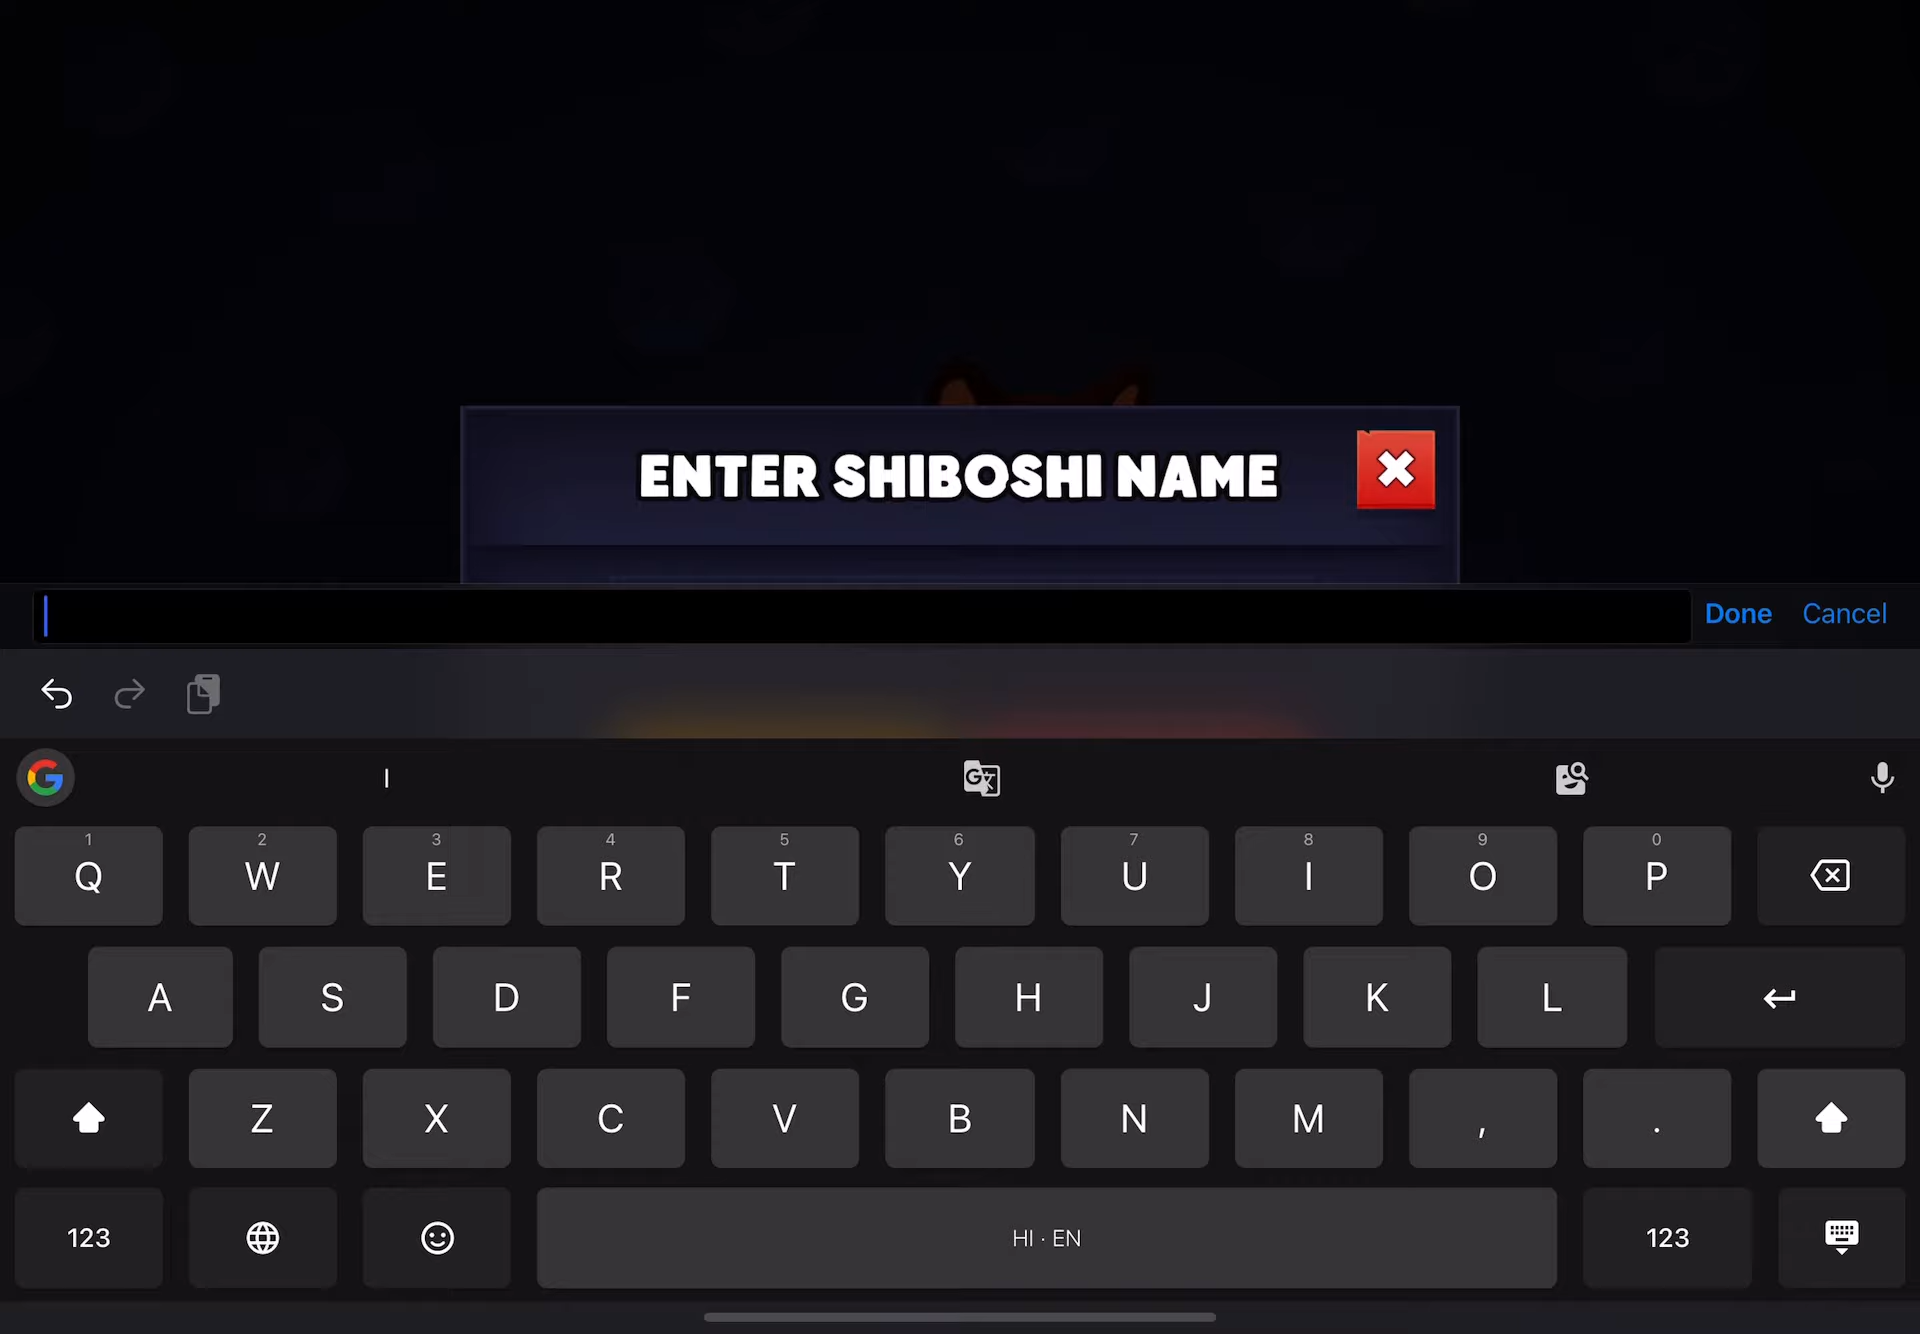 ENTER SHIBOSHI NAME
Done Cancel
I
1 2 3 4 5 6 7 8 9 0
Q W E R T Y U I O P
A S D F G H J K L
Z X C V B N M , .
123 HI · EN 123